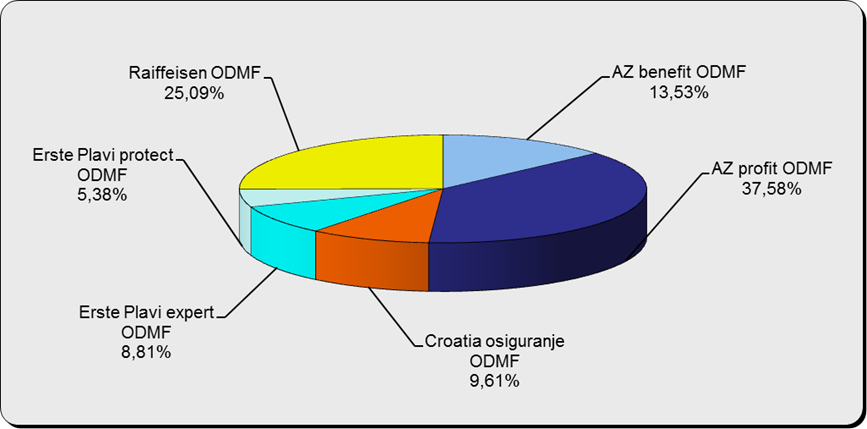 Raiffeisen ODMF
25,09%
AZ benefit ODMF
13,53%
Erste Plavi protect
ODMF
5,38%
AZ profit ODMF
37,58%
Erste Plavi expert
ODMF
8,81%
Croatia osiguranje
ODMF
9,61%